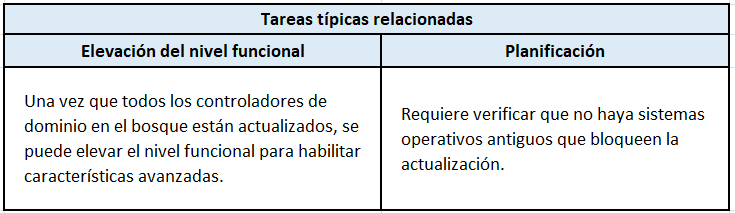 Tareas típicas relacionadas
Elevación del nivel funcional
Planificación
Una vez que todos los controladores de
dominio en el bosque están actualizados, se
puede elevar el nivel funcional para habilitar
características avanzadas.
Requiere verificar que no haya sistemas
operativos antiguos que bloqueen la
actualización.